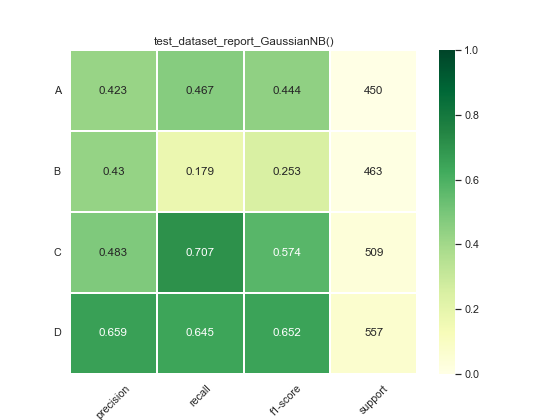 test_dataset_report_GaussianNB()
A 0.423 0.467 0.444 450
B 0.43 0.179 0.253 463
C 0.483 0.707 0.574 509
D 0.659 0.645 0.652 557
precision recall f1-score support
1.0
0.8
0.6
0.4
0.2
0.0